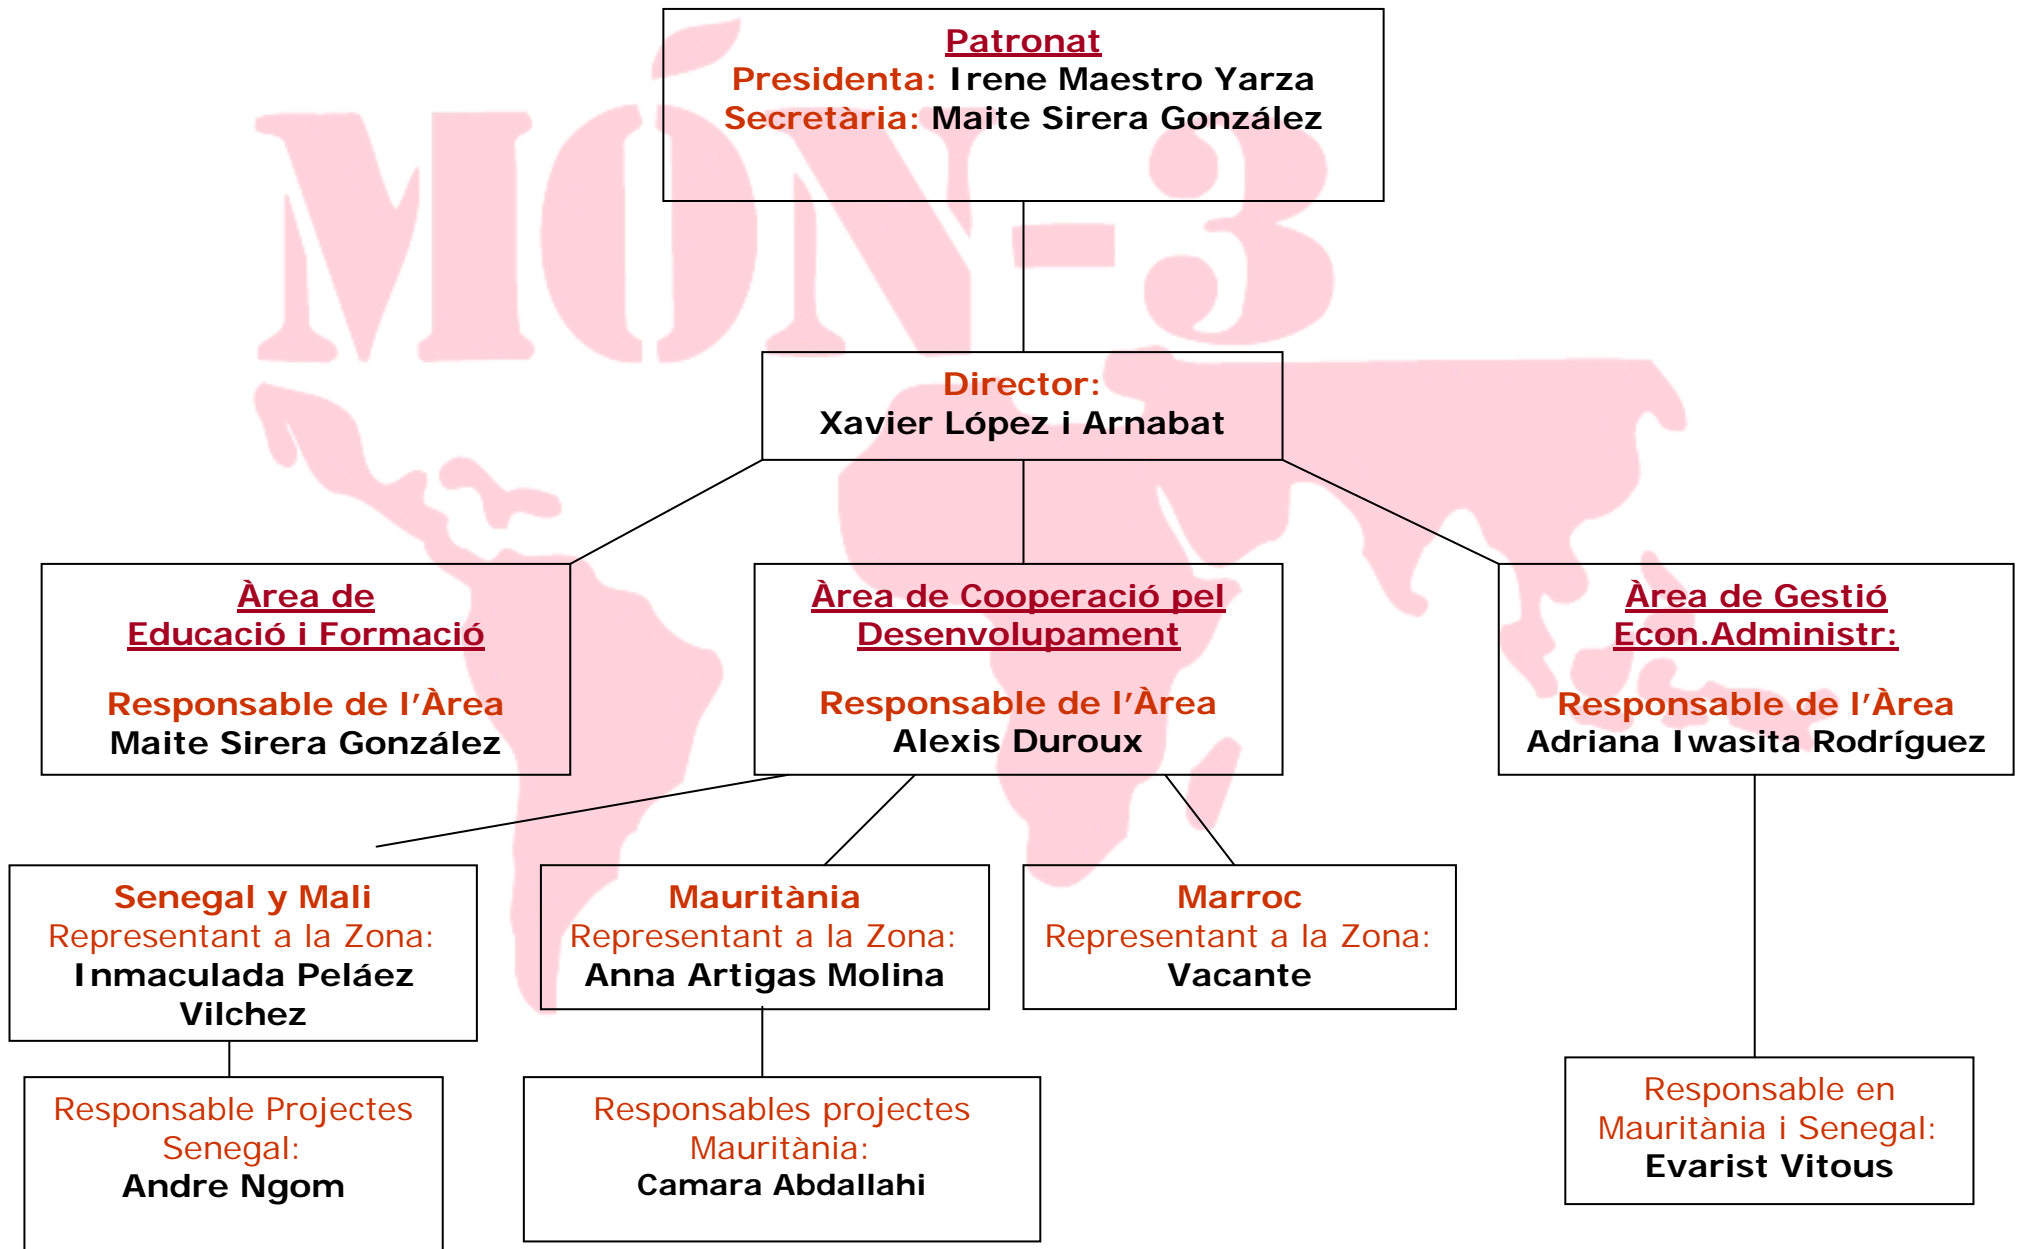 MÓN-3
Patronat
Presidenta: Irene Maestro Yarza
Secretària: Maite Sirera González
Director:
Xavier López i Arnabat
Àrea de
Educació i Formació
Responsable de l'Àrea
Maite Sirera González
Àrea de Cooperació pel
Desenvolupament
Responsable de l'Àrea
Alexis Duroux
Àrea de Gestió
Econ.Administr:
Responsable de l'Àrea
Adriana Iwasita Rodríguez
Senegal y Mali
Representant a la Zona:
Inmaculada Peláez
Vilchez
Mauritània
Representant a la Zona:
Anna Artigas Molina
Marroc
Representant a la Zona:
Vacante
Responsable Projectes
Senegal:
Andre Ngom
Responsables projectes
Mauritània:
Camara Abdallahi
Responsable en
Mauritània i Senegal:
Evarist Vitous